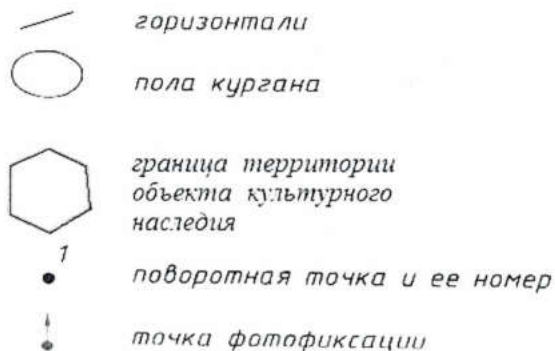 горизонтали
пола кургана
граница территории
объекта культурного
наследия
1
поворотная точка и ее номер
точка фотофиксации